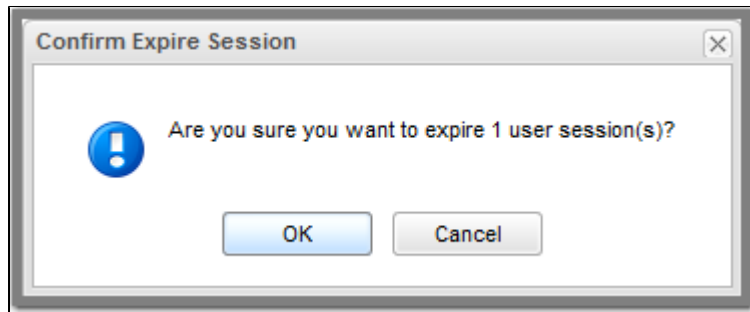 Confirm Expire Session
Are you sure you want to expire 1 user session(s)?
OK
Cancel